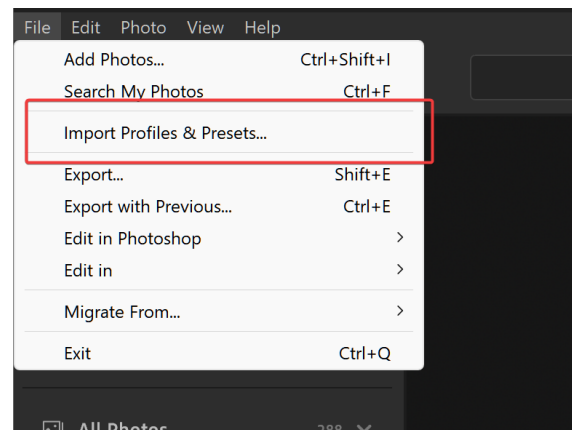 File Edit Photo View Help
Add Photos... Ctrl+Shift+I
Search My Photos Ctrl+F
Import Profiles & Presets...
Export... Shift+E
Export with Previous... Ctrl+E
Edit in Photoshop
Edit in
Migrate From...
Exit Ctrl+Q
All Photos 288